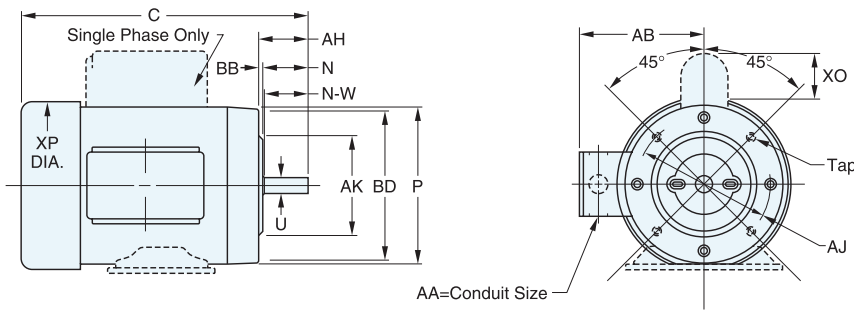 C
Single Phase Only
AH
BB
N
N-W
XP
DIA.
AK
BD
P
U
AB
45°
45°
XO
Tap
AJ
AA=Conduit Size